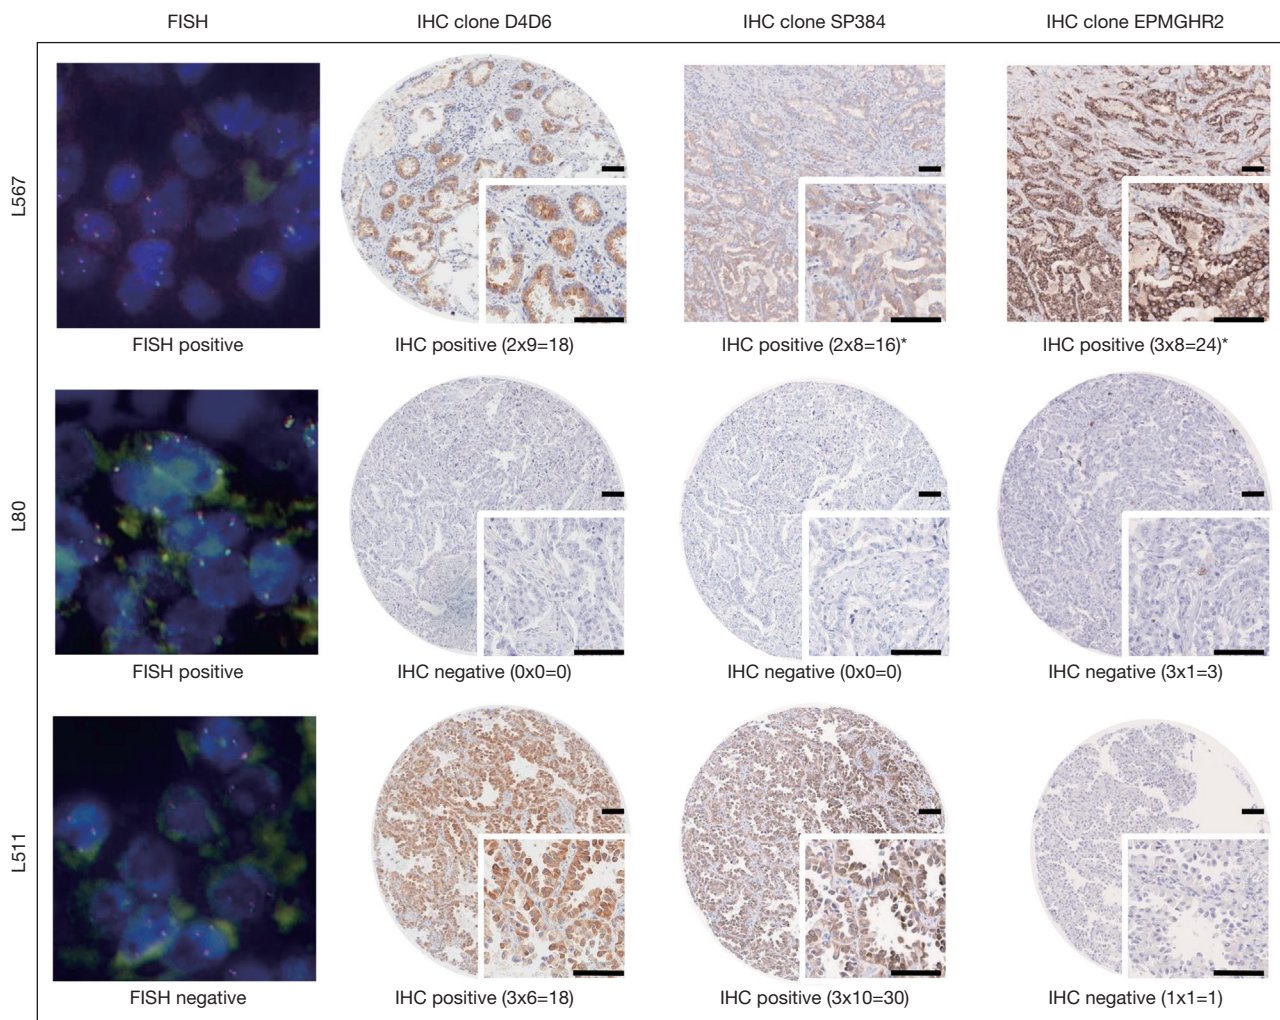 FISH
IHC clone D4D6
IHC clone SP384
IHC clone EPMGHR2
L567
FISH positive
IHC positive (2x9=18)
IHC positive (2x8=16)*
IHC positive (3x8=24)*
L80
FISH positive
IHC negative (0x0=0)
IHC negative (0x0=0)
IHC negative (3x1=3)
L511
FISH negative
IHC positive (3x6=18)
IHC positive (3x10=30)
IHC negative (1x1=1)